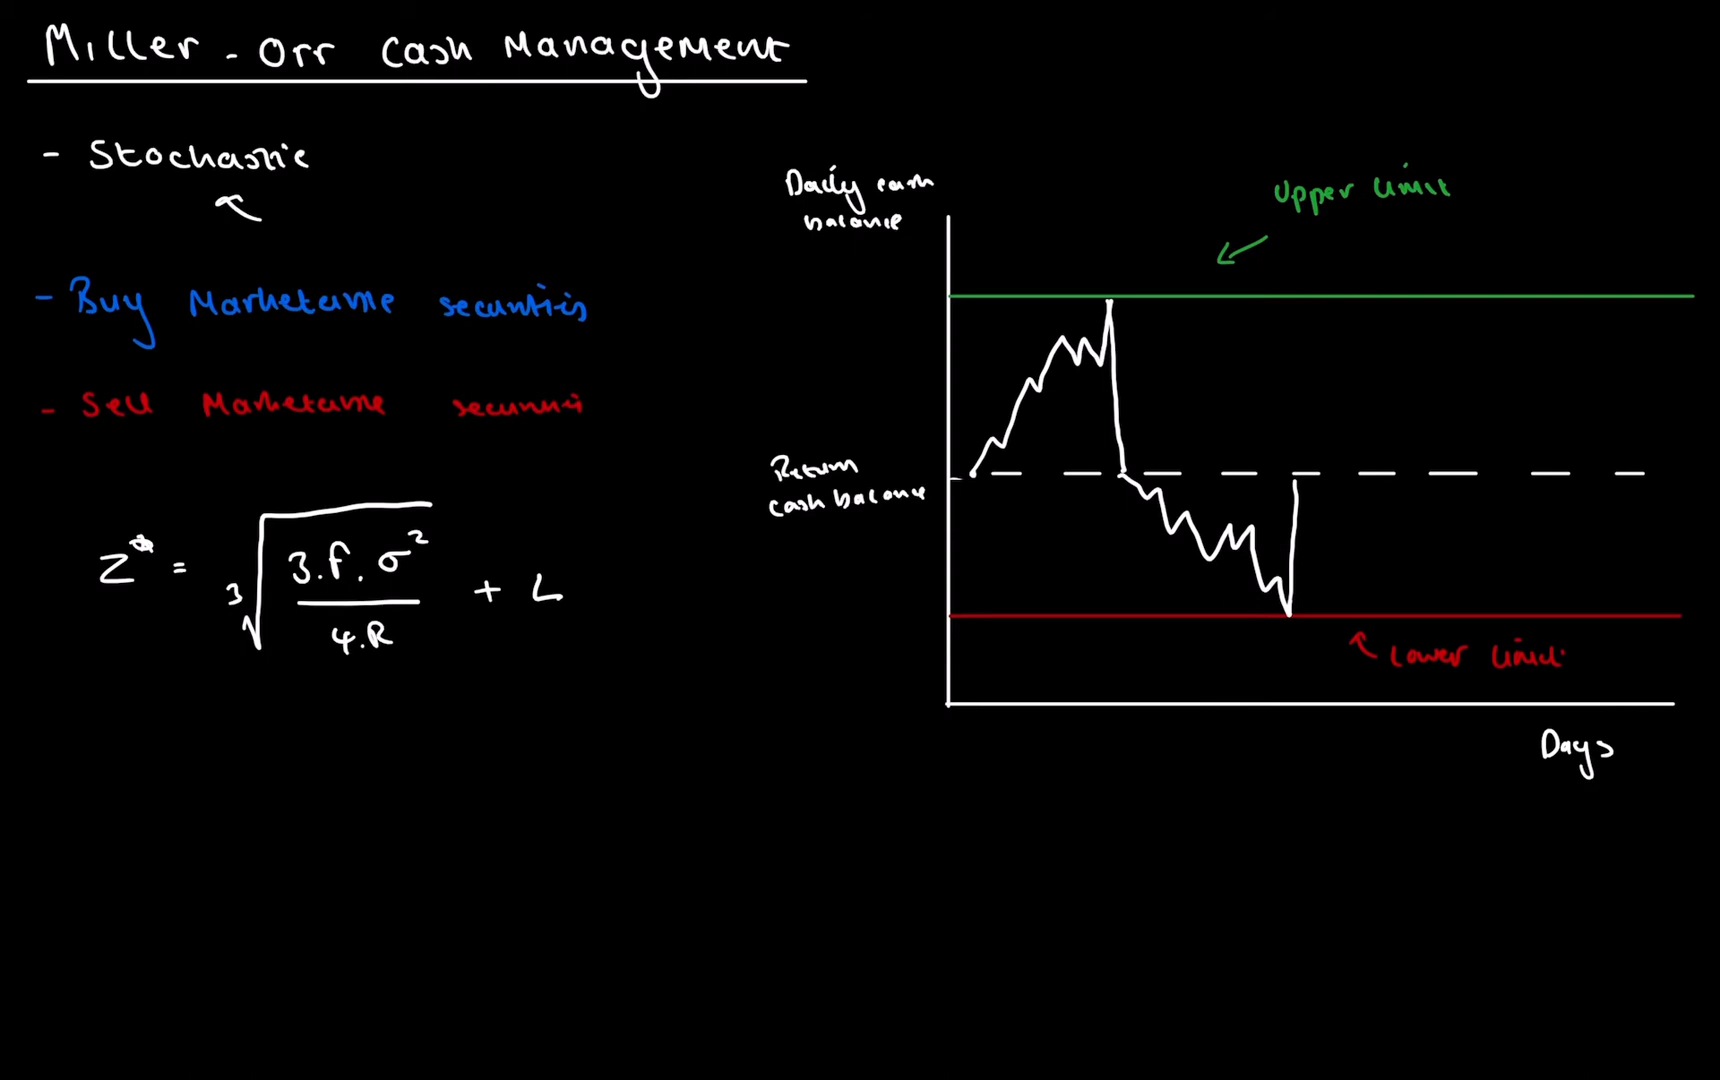 Miller - Orr Cash Management
- Stochastic
- Buy Marketable securities
- Sell Marketable securities
Z* = ³√(3.f.σ² / 4.R) + L
Daily cash
balance
Upper limit
Return
cash balance
Lower limit
Days